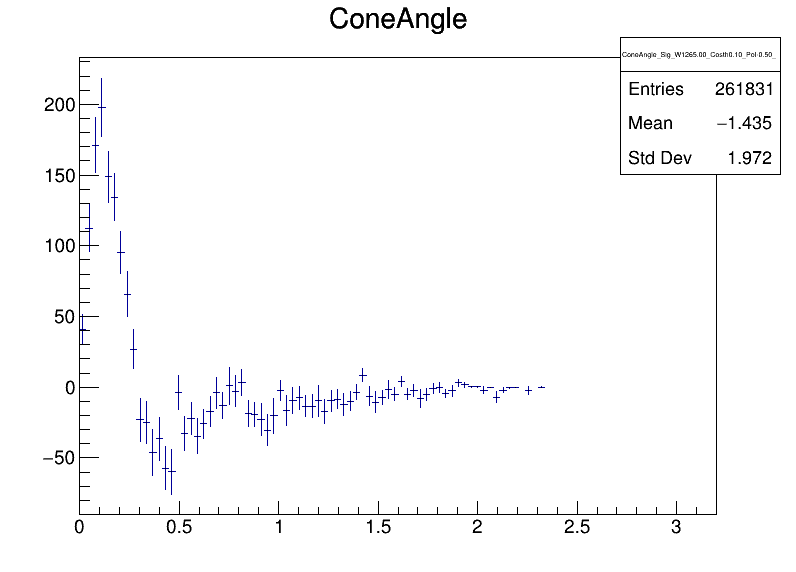 ConeAngle
ConeAngle_Sig_W1265.00_Costh0.10_Pol-0.50_
Entries 261831
Mean −1.435
Std Dev 1.972
200
150
100
50
0
−50
0 0.5 1 1.5 2 2.5 3